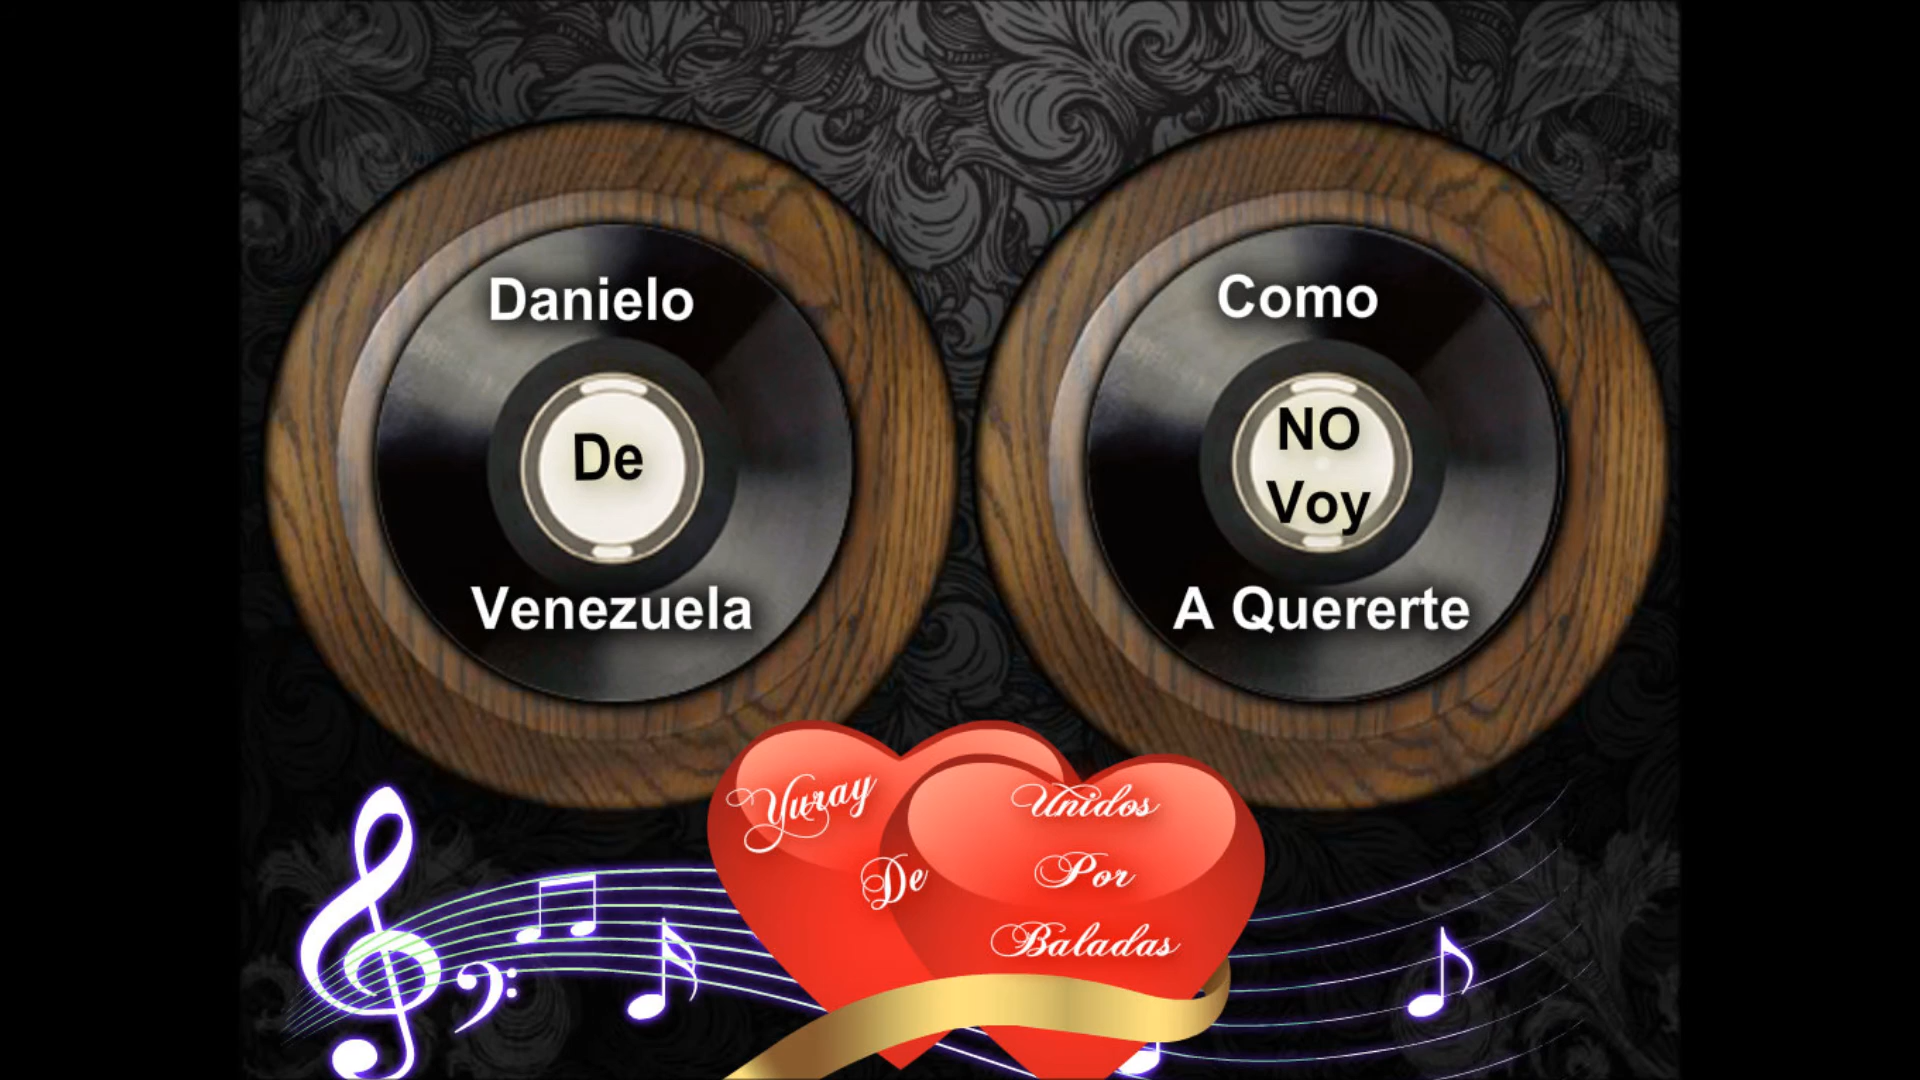 Danielo
De
Venezuela
Como
NO
Voy
A Quererte
Yuray
De
Unidos
Por
Baladas